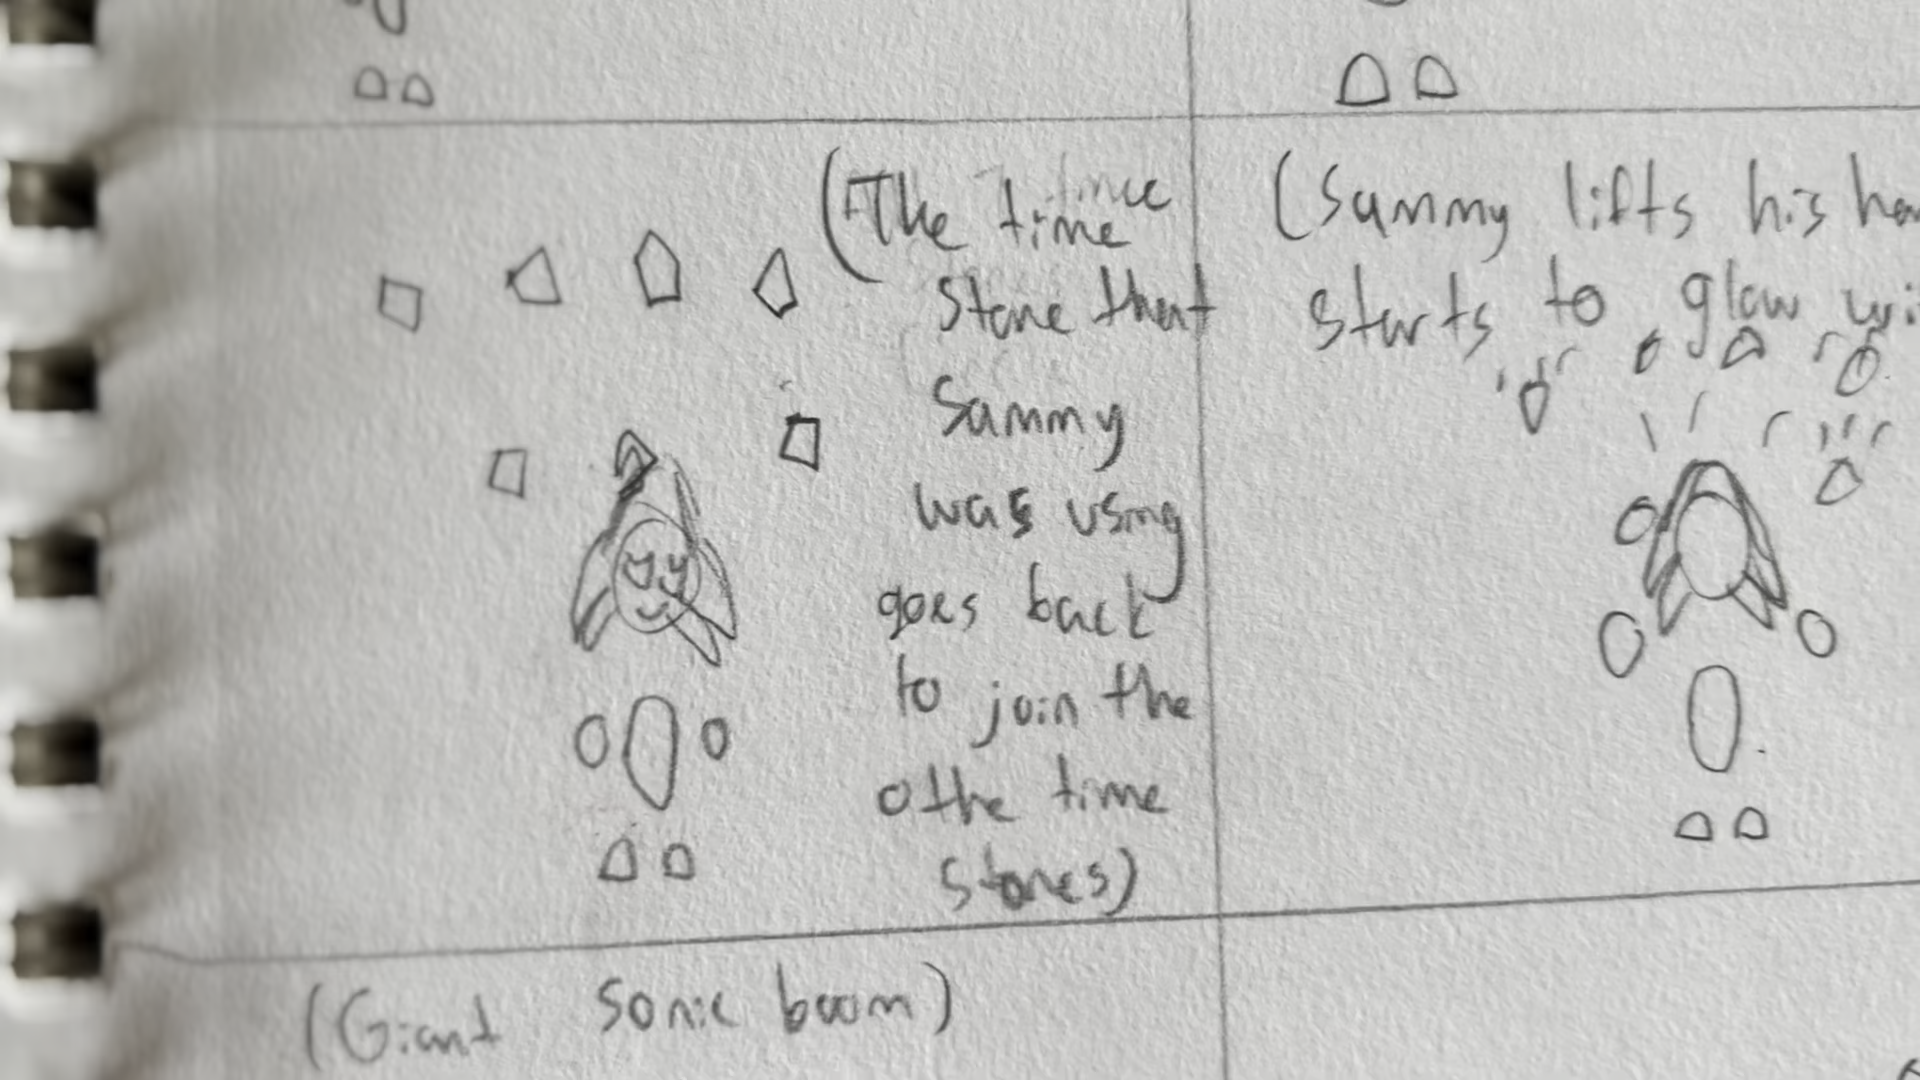 (The time
stone that
Sammy
was using
goes back
to join the
othe time
stones)
(Sammy lifts his
starts to glow
(Giant sonic boom)